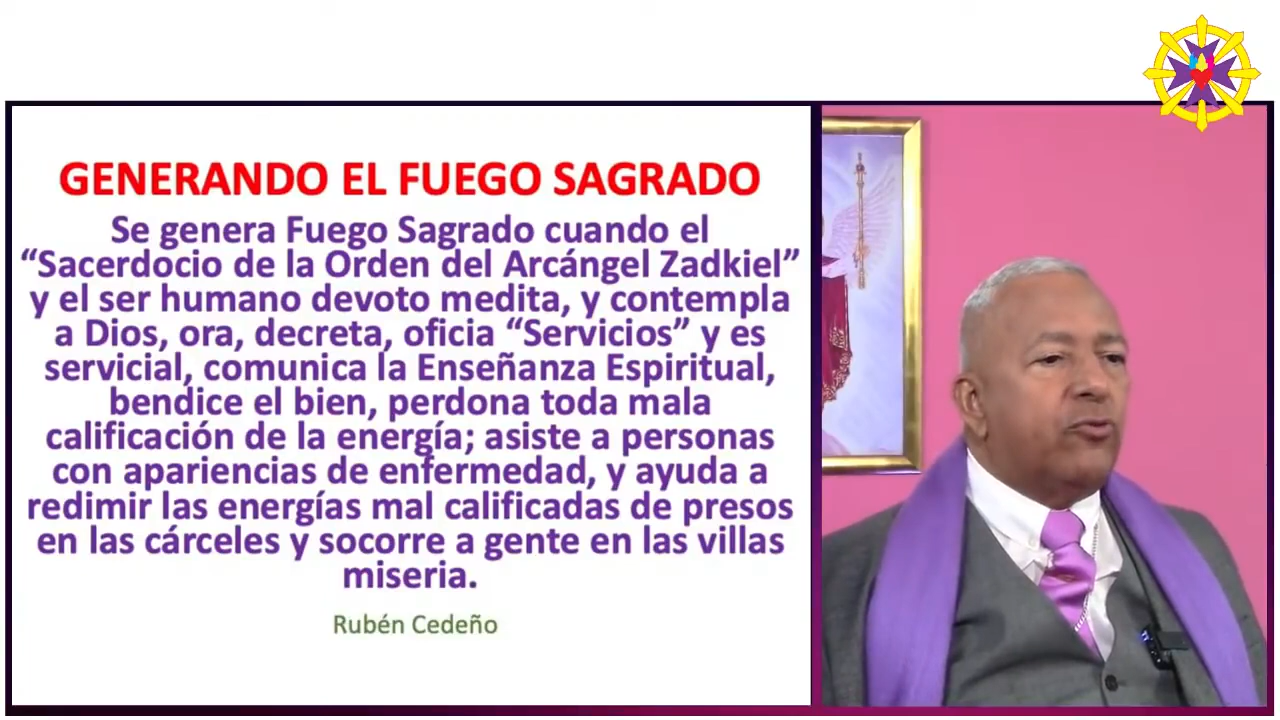 GENERANDO EL FUEGO SAGRADO
Se genera Fuego Sagrado cuando el
“Sacerdocio de la Orden del Arcángel Zadkiel”
y el ser humano devoto medita, y contempla
a Dios, ora, decreta, oficia “Servicios” y es
servicial, comunica la Enseñanza Espiritual,
bendice el bien, perdona toda mala
calificación de la energía; asiste a personas
con apariencias de enfermedad, y ayuda a
redimir las energías mal calificadas de presos
en las cárceles y socorre a gente en las villas
miseria.
Rubén Cedeño